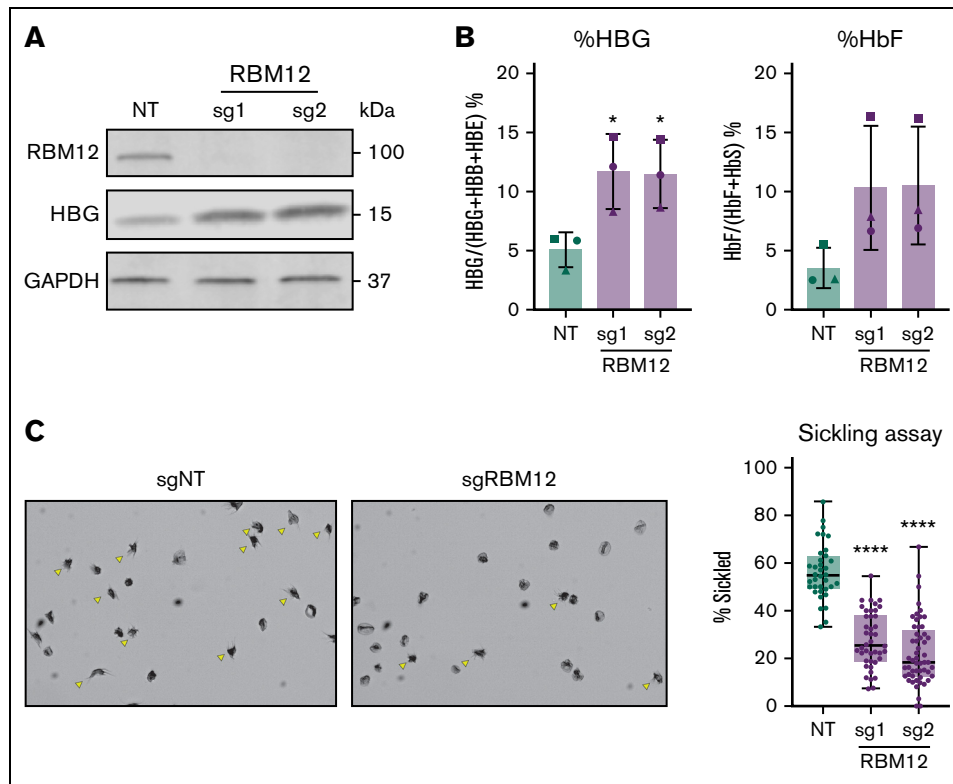 A
RBM12
NT sg1 sg2 kDa
RBM12 100
HBG 15
GAPDH 37
B
%HBG
HBG/(HBG+HBB+HBE) %
20
15
10
5
0
* *
NT sg1 sg2
RBM12
%HbF
HbF/(HbF+HbS) %
20
15
10
5
0
NT sg1 sg2
RBM12
C
sgNT sgRBM12
Sickling assay
% Sickled
100
80
60
40
20
0
**** ****
NT sg1 sg2
RBM12